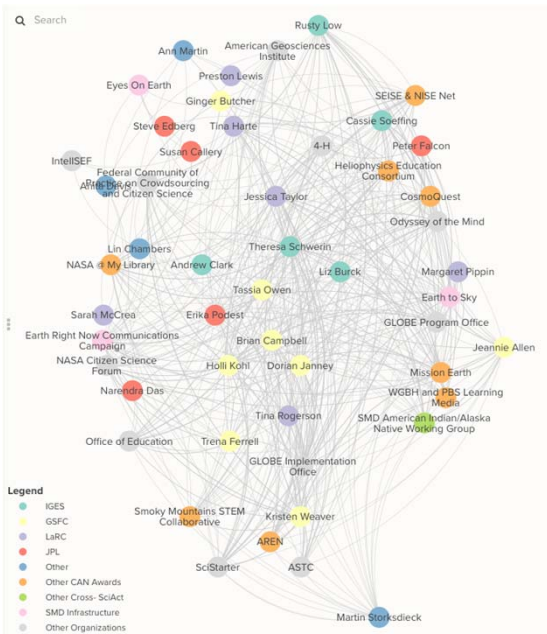 Search
Rusty Low
American Geosciences
Institute
Ann Martin
Preston Lewis
Eyes On Earth
Ginger Butcher
SEISE & NISE Net
Steve Edberg
Tina Harte
Cassie Soeffing
4-H
Peter Falcon
Susan Callery
IntelISEF
Heliophysics Education
Consortium
Federal Community of
Practice on Crowdsourcing
and Citizen Science
CosmoQuest
Jessica Taylor
Odyssey of the Mind
Lin Chambers
Theresa Schwerin
NASA @ My Library
Andrew Clark
Liz Burck
Margaret Pippin
Tassia Owen
Earth to Sky
Sarah McCrea
Erika Podest
GLOBE Program Office
Earth Right Now Communications
Campaign
Brian Campbell
Jeannie Allen
NASA Citizen Science
Forum
Holli Kohl
Dorian Janney
Mission Earth
Narendra Das
WGBH and PBS Learning
Media
Tina Rogerson
SMD American Indian/Alaska
Native Working Group
Office of Education
Trena Ferrell
GLOBE Implementation
Office
Legend
IGES
GSFC
LaRC
JPL
Other
Other CAN Awards
Other Cross- SciAct
SMD Infrastructure
Other Organizations
Smoky Mountains STEM
Collaborative
Kristen Weaver
AREN
SciStarter
ASTC
Martin Storksdieck